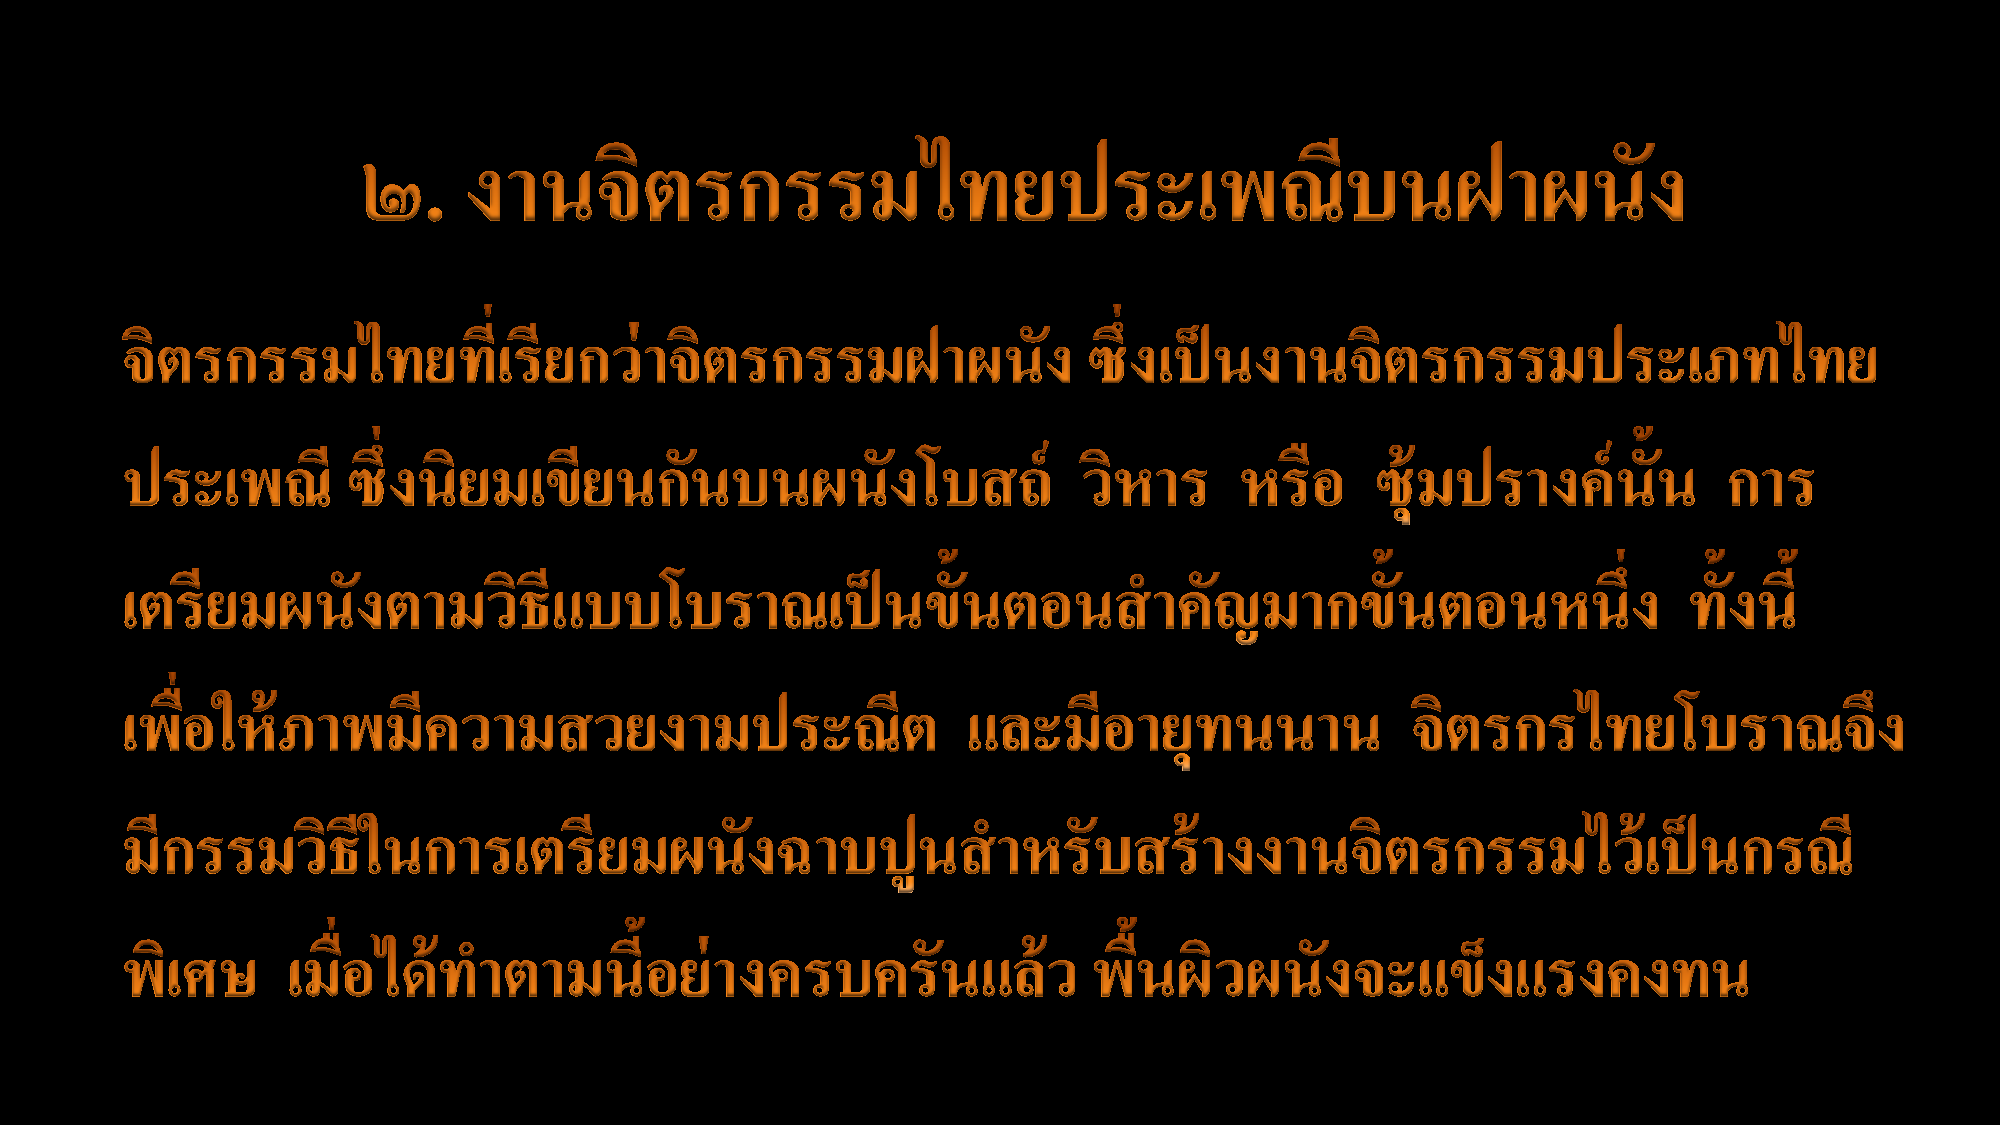 ๒. งานจิตรกรรมไทยประเพณีบนฝาผนัง
จิตรกรรมไทยที่เรียกว่าจิตรกรรมฝาผนัง ซึ่งเป็นงานจิตรกรรมประเภทไทย
ประเพณี ซึ่งนิยมเขียนกันบนผนังโบสถ์ วิหาร หรือ ซุ้มปรางค์นั้น การ
เตรียมผนังตามวิธีแบบโบราณเป็นขั้นตอนสำคัญมากขั้นตอนหนึ่ง ทั้งนี้
เพื่อให้ภาพมีความสวยงามประณีต และมีอายุทนนาน จิตรกรไทยโบราณจึง
มีกรรมวิธีในการเตรียมผนังฉาบปูนสำหรับสร้างงานจิตรกรรมไว้เป็นกรณี
พิเศษ เมื่อได้ทำตามนี้อย่างครบครันแล้ว พื้นผิวผนังจะแข็งแรงคงทน